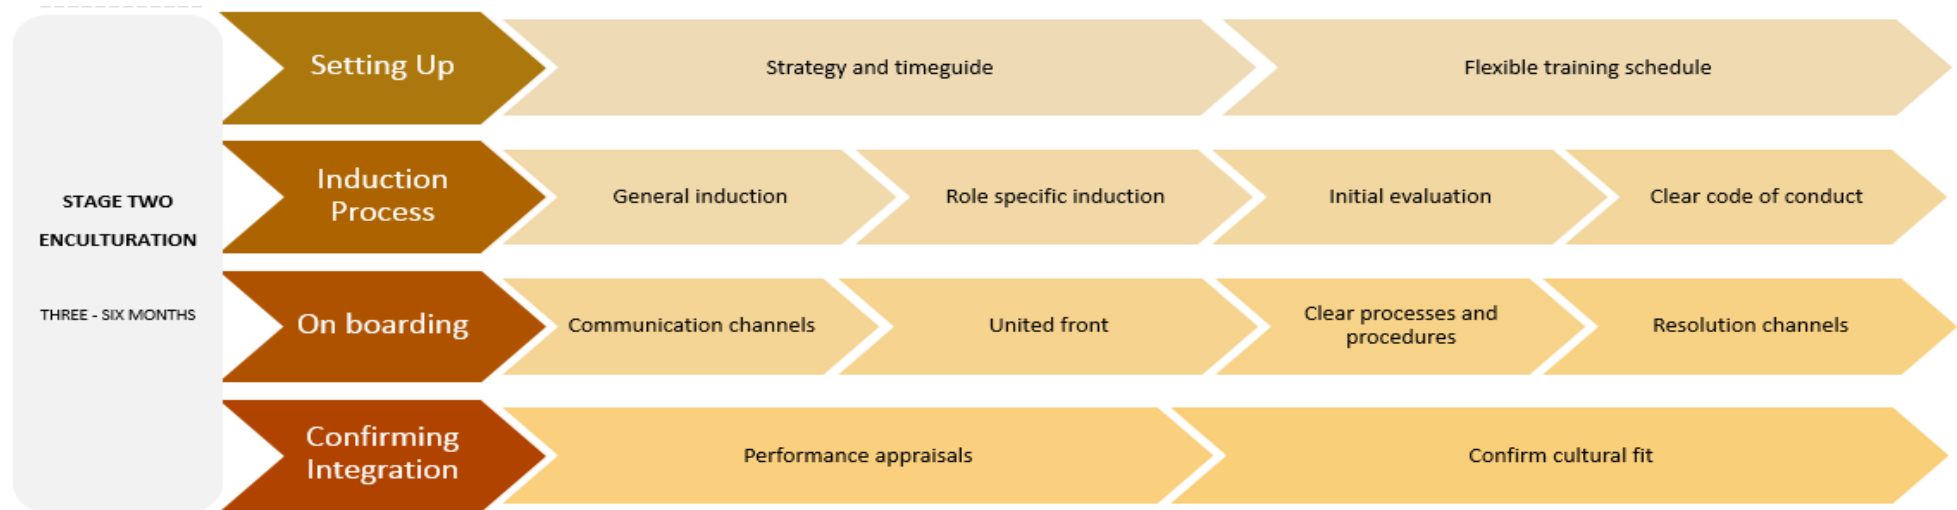 STAGE TWO
ENCULTURATION
THREE - SIX MONTHS
Setting Up
Strategy and timeguide
Flexible training schedule
Induction
Process
General induction
Role specific induction
Initial evaluation
Clear code of conduct
On boarding
Communication channels
United front
Clear processes and
procedures
Resolution channels
Confirming
Integration
Performance appraisals
Confirm cultural fit